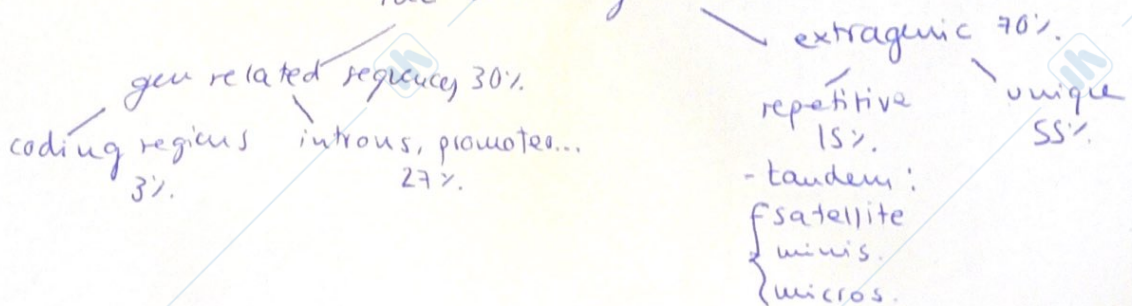 extragenic 70%.
gen related sequences 30%.
repetitive
15%.
unique
55%.
coding regions
3%.
introns, promoter...
27%.
- tandem:
satellite
minis.
micros.